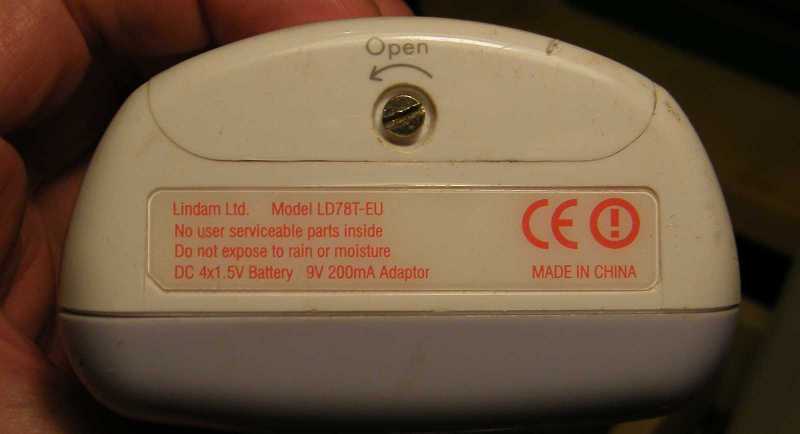 Open
Lindam Ltd. Model LD78T-EU
No user serviceable parts inside
Do not expose to rain or moisture
DC 4x1.5V Battery 9V 200mA Adaptor
CE
MADE IN CHINA